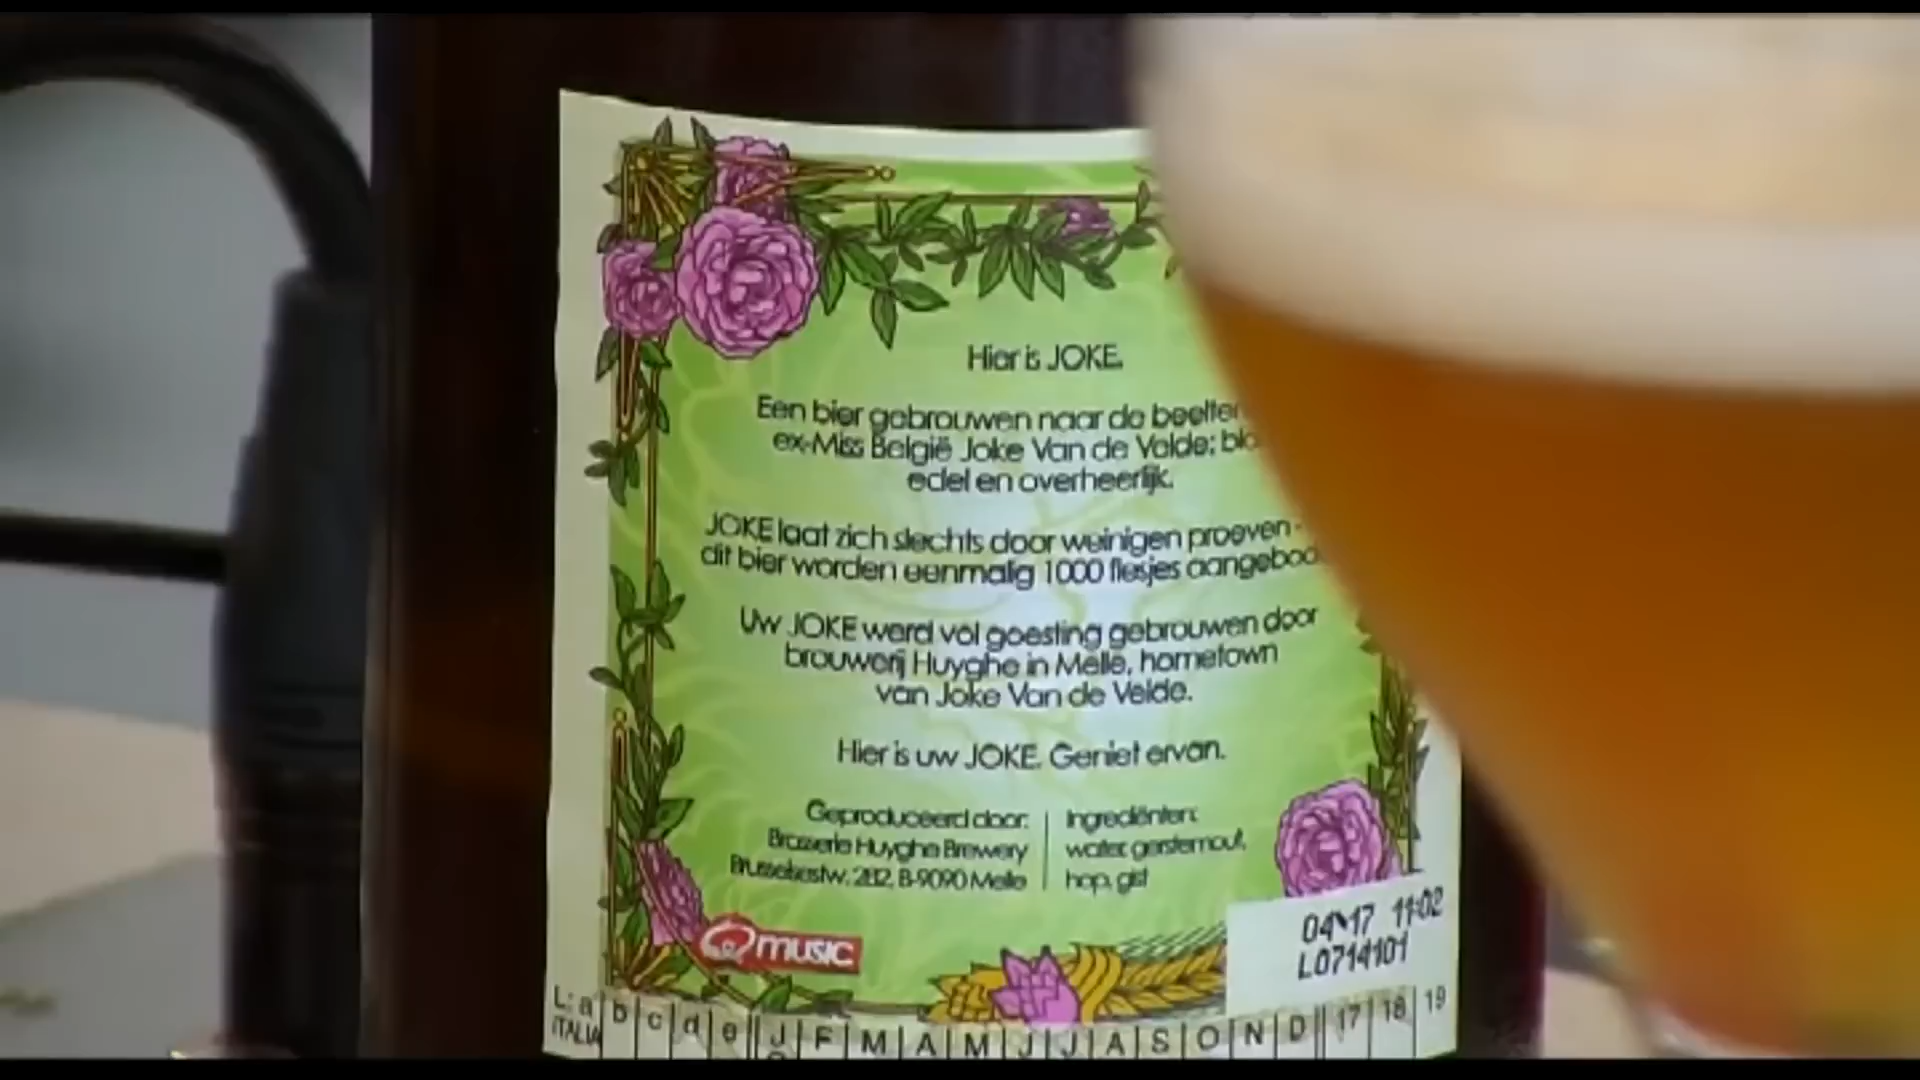 Hier is JOKE.
Een bier gebrouwen naar de
ex-Miss België Joke Van de Velde;
edel en overheerlijk.
JOKE laat zich slechts door weinigen proeven -
dit bier worden eenmalig 1000 flesjes
Uw JOKE werd vol goesting gebrouwen door
brouwerij Huyghe in Melle, hometown
van Joke Van de Velde.
Hier is uw JOKE. Geniet ervan.
Geproduceerd door:
Brasserie Huyghe Brewery
282, B-9090 Melle
Ingrediënten:
water, gerstemout,
hop, gist
Q music
04\17 11:02
L0714101
L: a b c d e J F M A M J J A S O N D 17 18 19
ITALIA